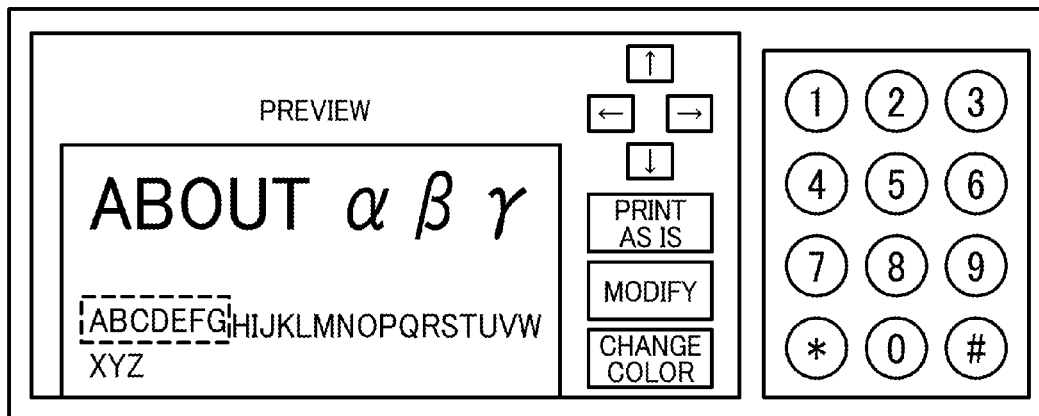 PREVIEW
ABOUT α β γ
ABCDEFGHIJKLMNOPQRSTUVW
XYZ
↑
← →
↓
PRINT
AS IS
MODIFY
CHANGE
COLOR
1 2 3
4 5 6
7 8 9
* 0 #